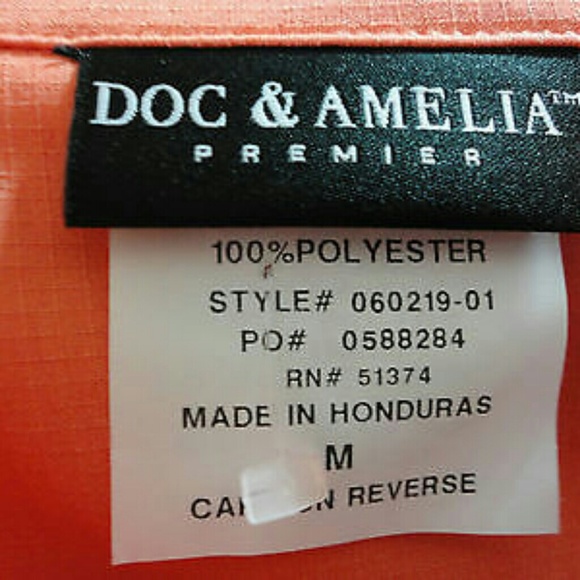 DOC & AMELIA™
PREMIER
100%POLYESTER
STYLE# 060219-01
PO# 0588284
RN# 51374
MADE IN HONDURAS
M
REVERSE